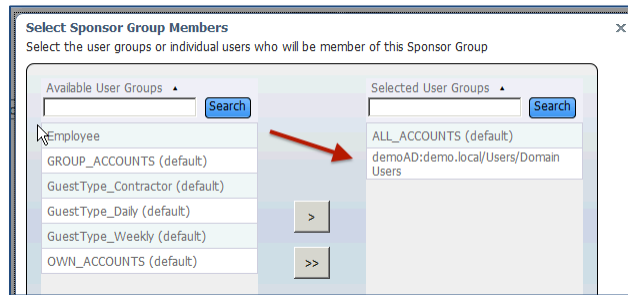 Select Sponsor Group Members
Select the user groups or individual users who will be member of this Sponsor Group
Available User Groups
Search
Employee
GROUP_ACCOUNTS (default)
GuestType_Contractor (default)
GuestType_Daily (default)
GuestType_Weekly (default)
OWN_ACCOUNTS (default)
>
>>
Selected User Groups
Search
ALL_ACCOUNTS (default)
demoAD:demo.local/Users/Domain
Users